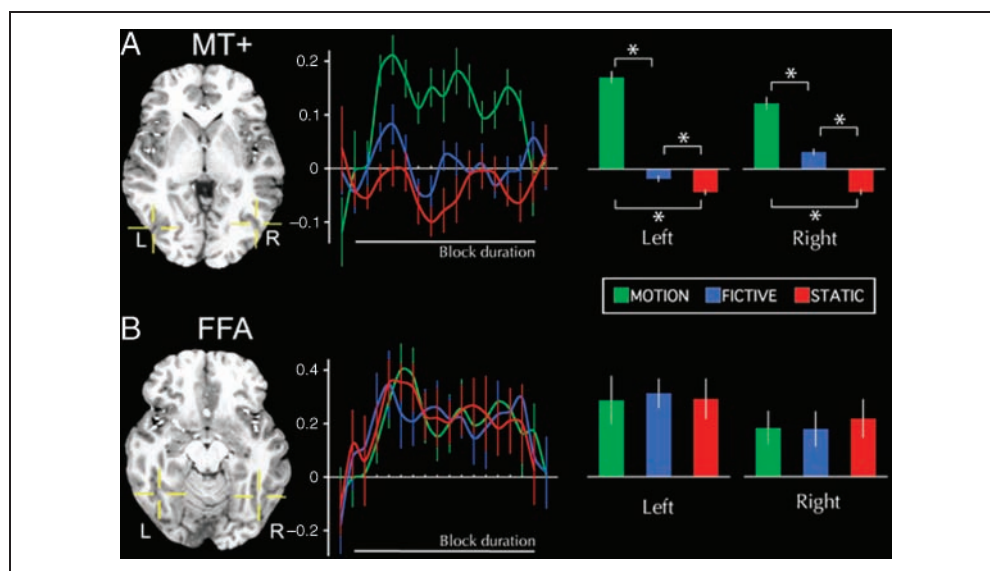 A MT+
0.2
0.1
0
−0.1
L R
Block duration
* * *
* * *
Left Right
MOTION FICTIVE STATIC
B FFA
0.4
0.2
0
−0.2
L R
Block duration
Left Right